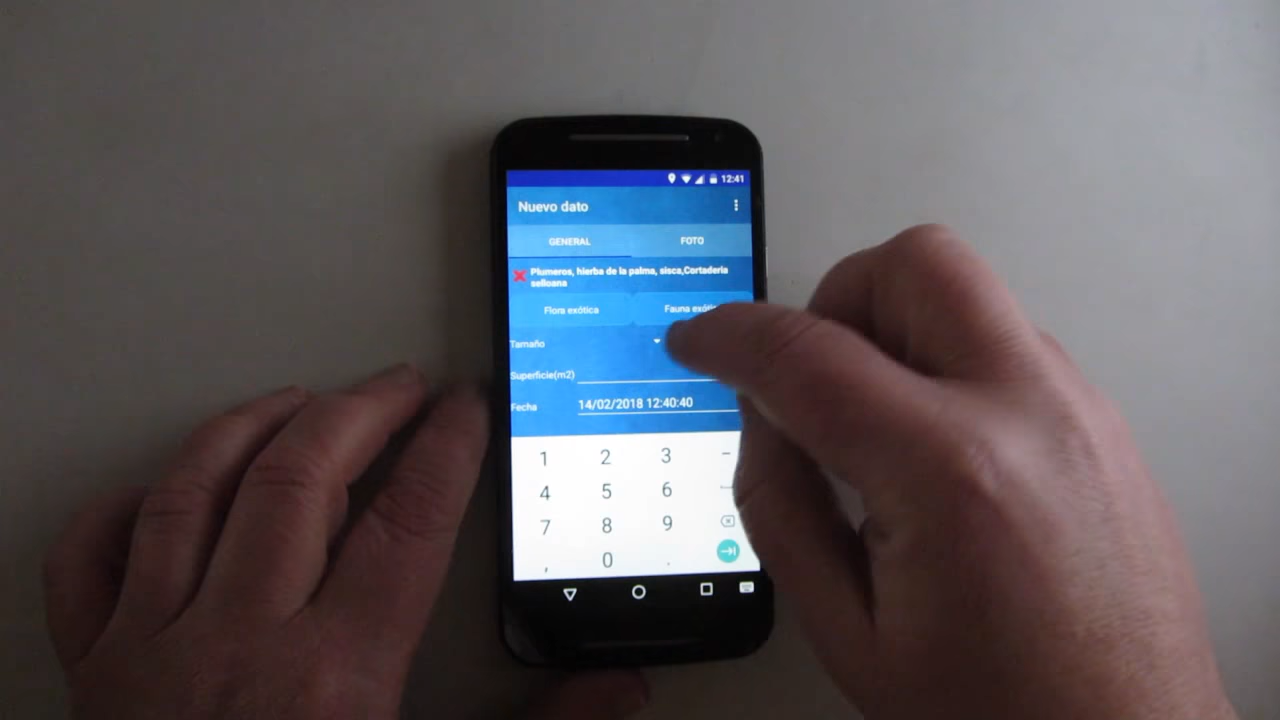 12:41
Nuevo dato
GENERAL FOTO
Plumeros, hierba de la palma, sisca,Cortaderia
selloana
Flora exótica Fauna
Tamaño
Superficie(m2)
Fecha 14/02/2018 12:40:40
1 2 3 -
4 5 6
7 8 9
, 0 .